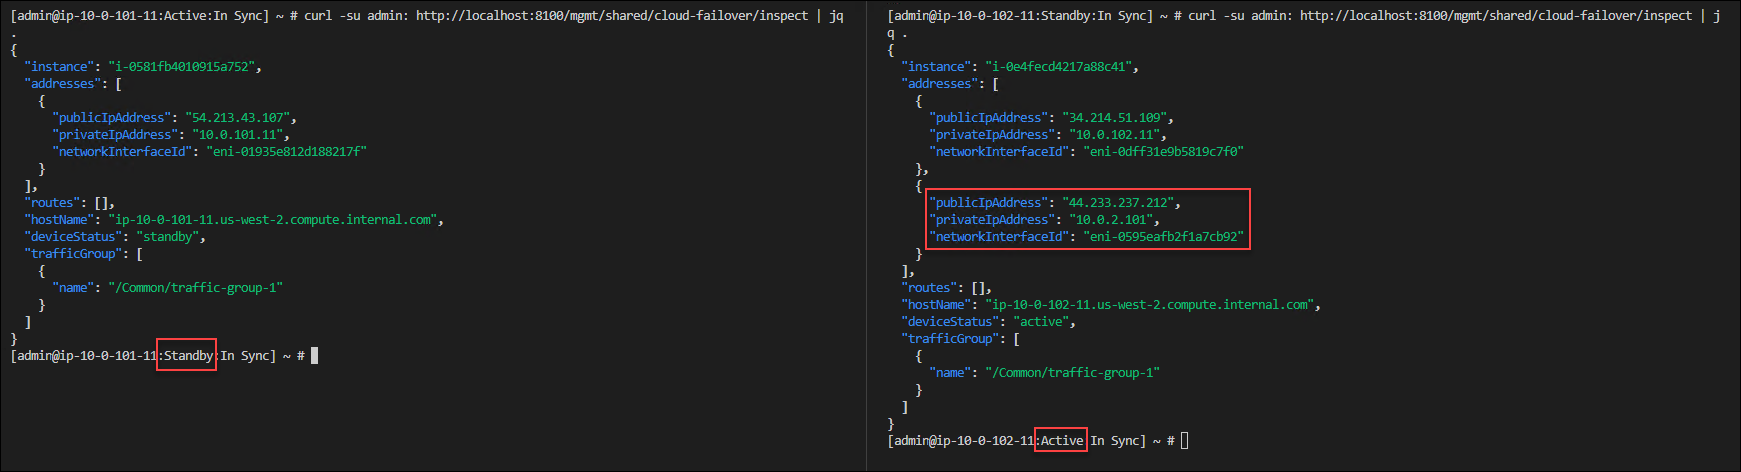 [admin@ip-10-0-101-11:Active:In Sync] ~ # curl -su admin: http://localhost:8100/mgmt/shared/cloud-failover/inspect | jq
.
{
  "instance": "i-0581fb4010915a752",
  "addresses": [
    {
      "publicIpAddress": "54.213.43.107",
      "privateIpAddress": "10.0.101.11",
      "networkInterfaceId": "eni-01935e812d188217f"
    }
  ],
  "routes": [],
  "hostName": "ip-10-0-101-11.us-west-2.compute.internal.com",
  "deviceStatus": "standby",
  "trafficGroup": [
    {
      "name": "/Common/traffic-group-1"
    }
  ]
}
[admin@ip-10-0-101-11:Standby:In Sync] ~ #
[admin@ip-10-0-102-11:Standby:In Sync] ~ # curl -su admin: http://localhost:8100/mgmt/shared/cloud-failover/inspect | j
q .
{
  "instance": "i-0e4fecd4217a88c41",
  "addresses": [
    {
      "publicIpAddress": "34.214.51.109",
      "privateIpAddress": "10.0.102.11",
      "networkInterfaceId": "eni-0dff31e9b5819c7f0"
    },
    {
      "publicIpAddress": "44.233.237.212",
      "privateIpAddress": "10.0.2.101",
      "networkInterfaceId": "eni-0595eafb2f1a7cb92"
    }
  ],
  "routes": [],
  "hostName": "ip-10-0-102-11.us-west-2.compute.internal.com",
  "deviceStatus": "active",
  "trafficGroup": [
    {
      "name": "/Common/traffic-group-1"
    }
  ]
}
[admin@ip-10-0-102-11:Active In Sync] ~ #